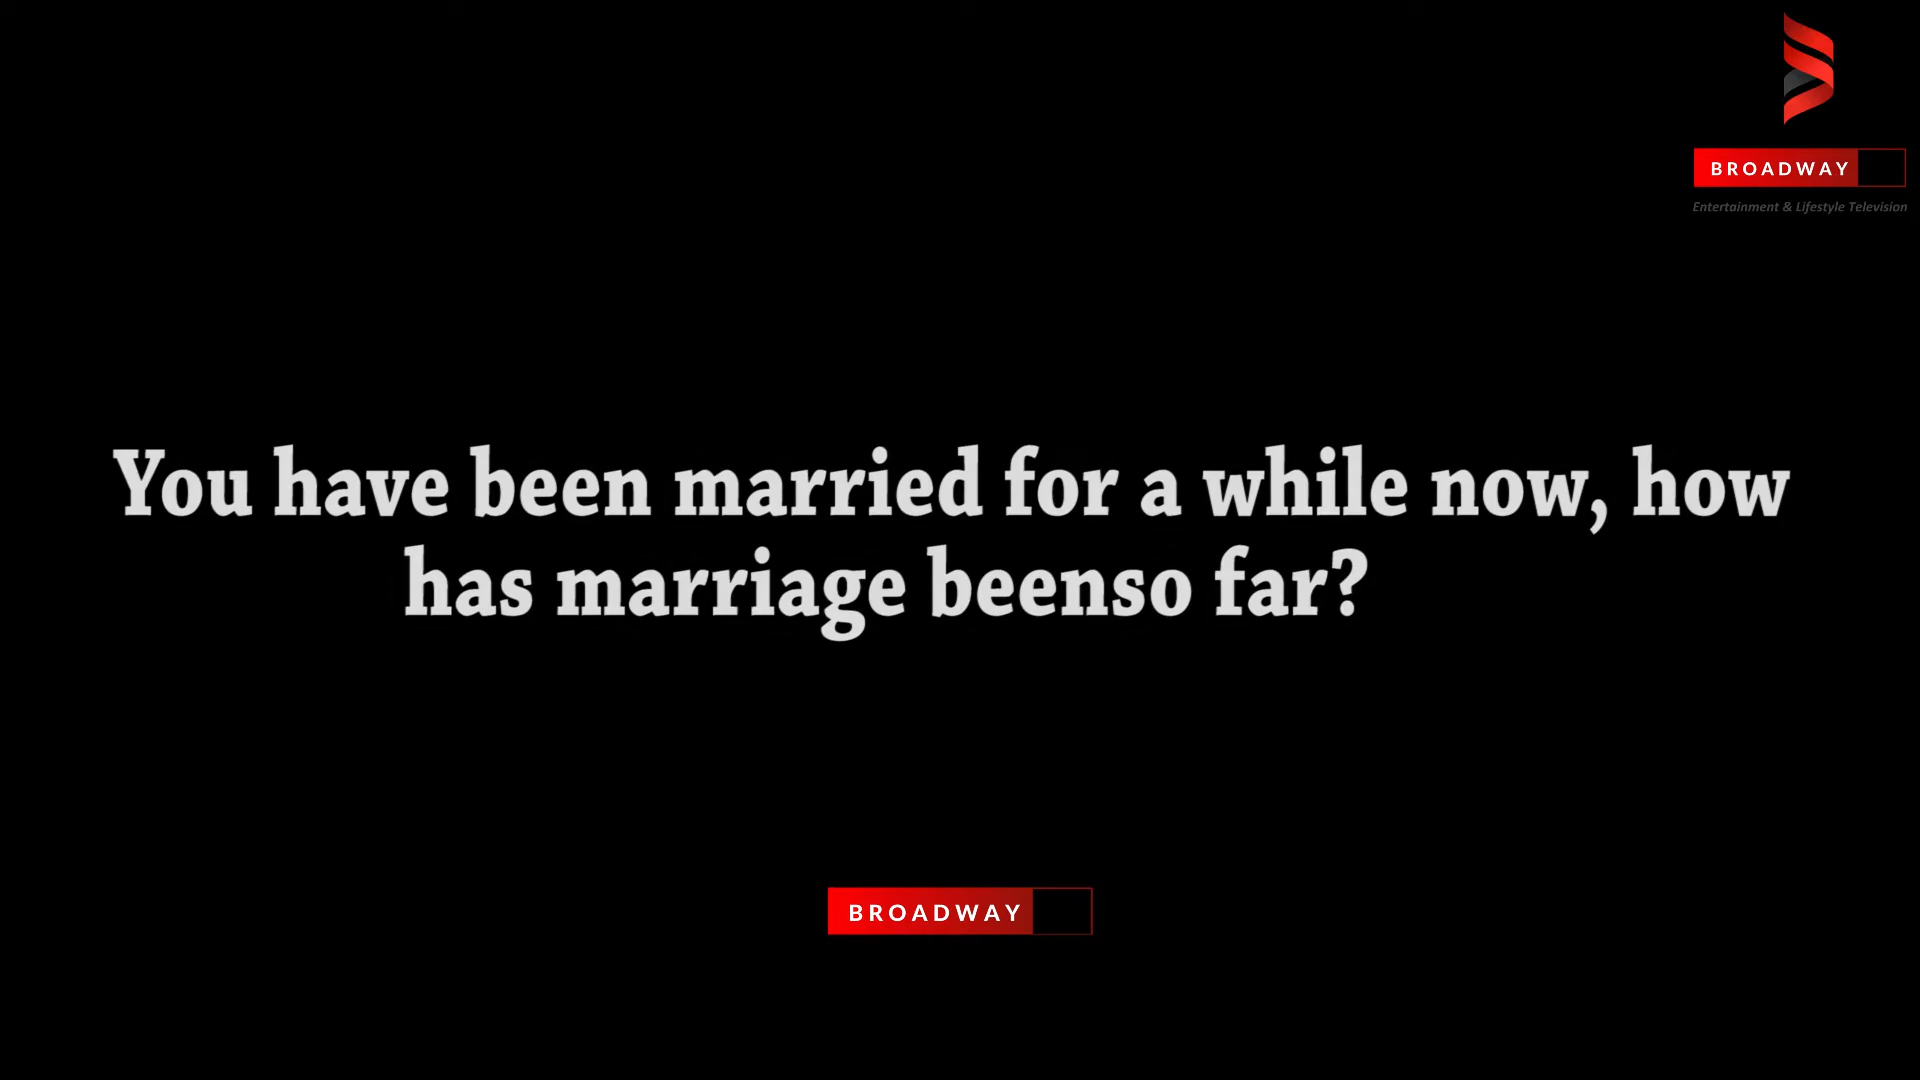 BROADWAY
Entertainment & Lifestyle Television
You have been married for a while now, how
has marriage beenso far?
BROADWAY